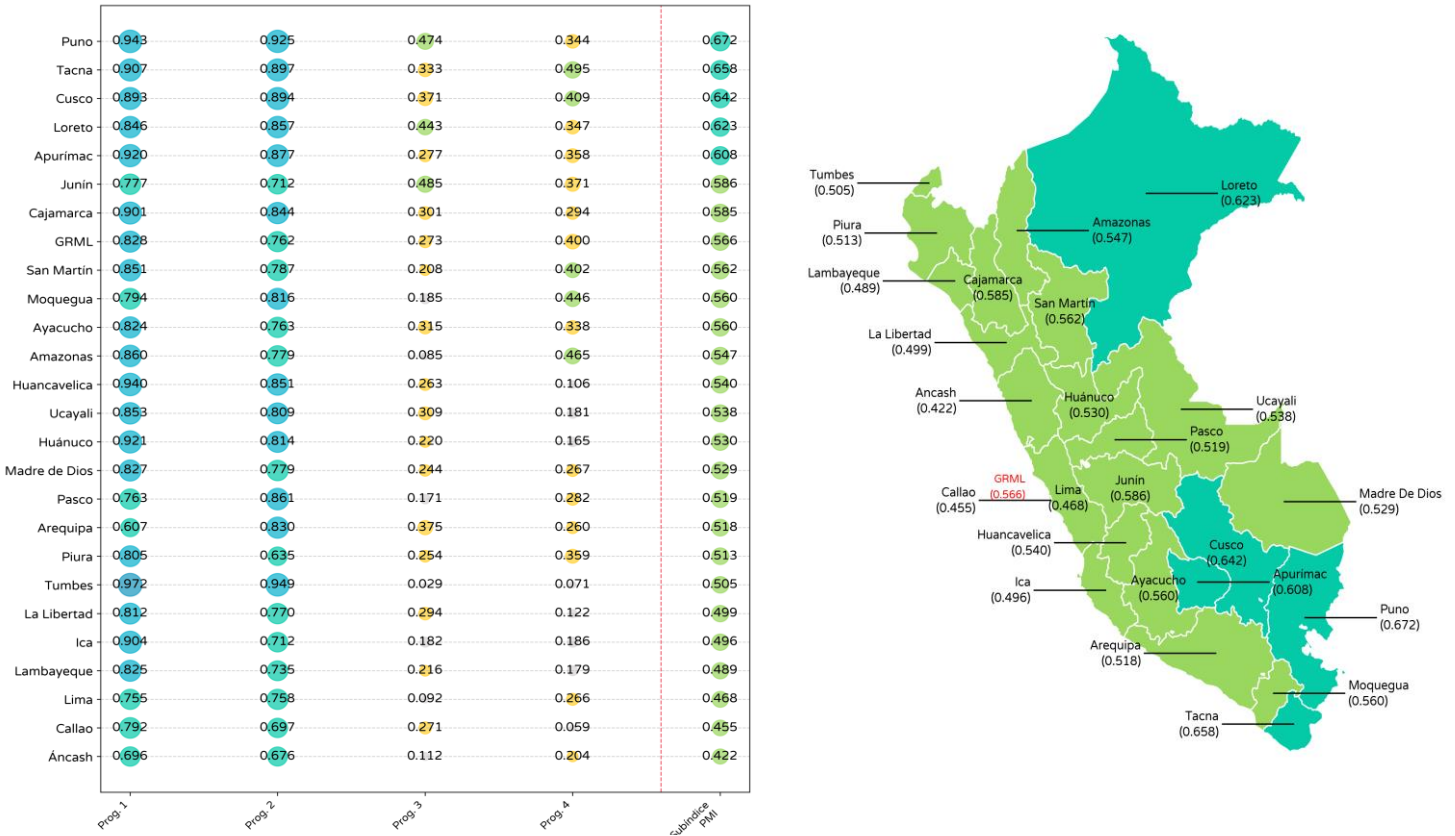 Puno 0.943 0.925 0.474 0.344 0.672
Tacna 0.907 0.897 0.333 0.495 0.658
Cusco 0.893 0.894 0.371 0.409 0.642
Loreto 0.846 0.857 0.443 0.347 0.623
Apurímac 0.920 0.877 0.277 0.358 0.608
Junín 0.777 0.712 0.485 0.371 0.586
Cajamarca 0.901 0.844 0.301 0.294 0.585
GRML 0.828 0.762 0.273 0.400 0.566
San Martín 0.851 0.787 0.208 0.402 0.562
Moquegua 0.794 0.816 0.185 0.446 0.560
Ayacucho 0.824 0.763 0.315 0.338 0.560
Amazonas 0.860 0.779 0.085 0.465 0.547
Huancavelica 0.940 0.851 0.263 0.106 0.540
Ucayali 0.853 0.809 0.309 0.181 0.538
Huánuco 0.921 0.814 0.220 0.165 0.530
Madre de Dios 0.827 0.779 0.244 0.267 0.529
Pasco 0.763 0.861 0.171 0.282 0.519
Arequipa 0.607 0.830 0.375 0.260 0.518
Piura 0.805 0.635 0.254 0.359 0.513
Tumbes 0.972 0.949 0.029 0.071 0.505
La Libertad 0.812 0.770 0.294 0.122 0.499
Ica 0.904 0.712 0.182 0.186 0.496
Lambayeque 0.825 0.735 0.216 0.179 0.489
Lima 0.755 0.758 0.092 0.266 0.468
Callao 0.792 0.697 0.271 0.059 0.455
Áncash 0.696 0.676 0.112 0.204 0.422
Prog. 1 Prog. 2 Prog. 3 Prog. 4 Subíndice
PMI
Tumbes
(0.505)
Loreto
(0.623)
Piura
(0.513)
Amazonas
(0.547)
Lambayeque
(0.489)
Cajamarca
(0.585)
San Martín
(0.562)
La Libertad
(0.499)
Ancash
(0.422)
Huánuco
(0.530)
Ucayali
(0.538)
Pasco
(0.519)
GRML
(0.566)
Callao
(0.455)
Lima
(0.468)
Junín
(0.586)
Madre De Dios
(0.529)
Huancavelica
(0.540)
Cusco
(0.642)
Ica
(0.496)
Ayacucho
(0.560)
Apurimac
(0.608)
Puno
(0.672)
Arequipa
(0.518)
Moquegua
(0.560)
Tacna
(0.658)